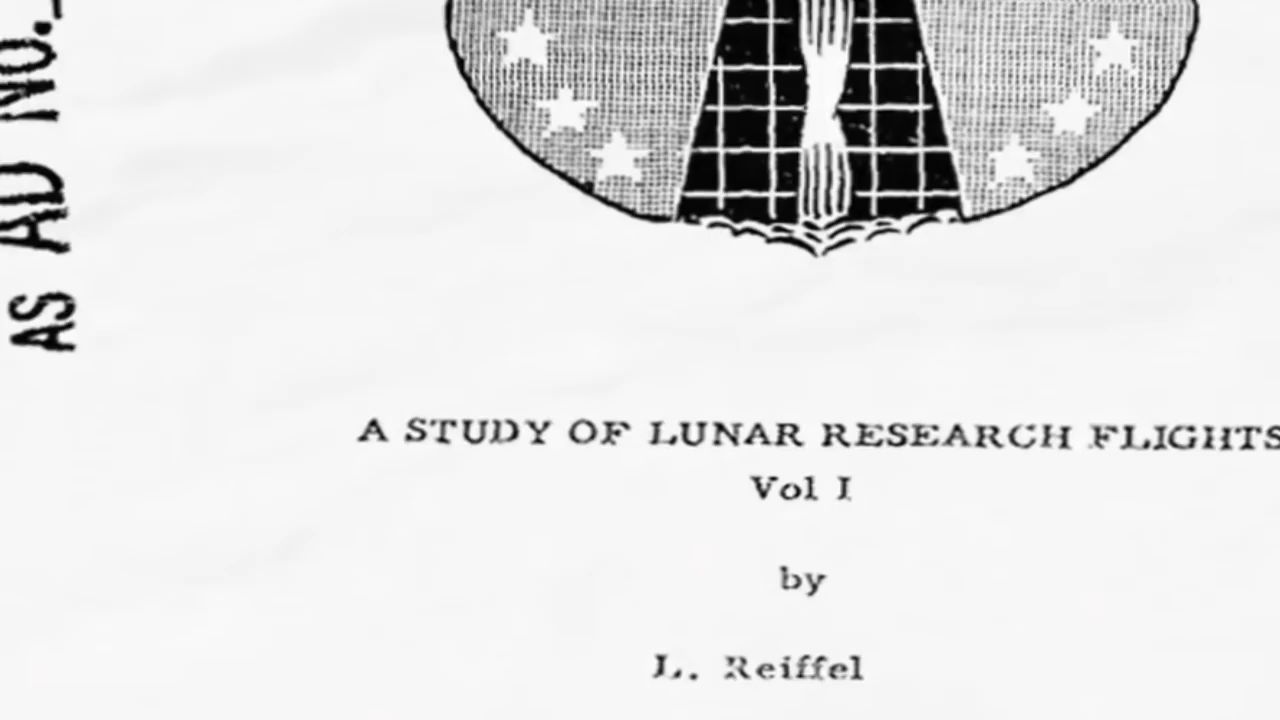 AS AD NO.
A STUDY OF LUNAR RESEARCH FLIGHTS
Vol I
by
L. Reiffel